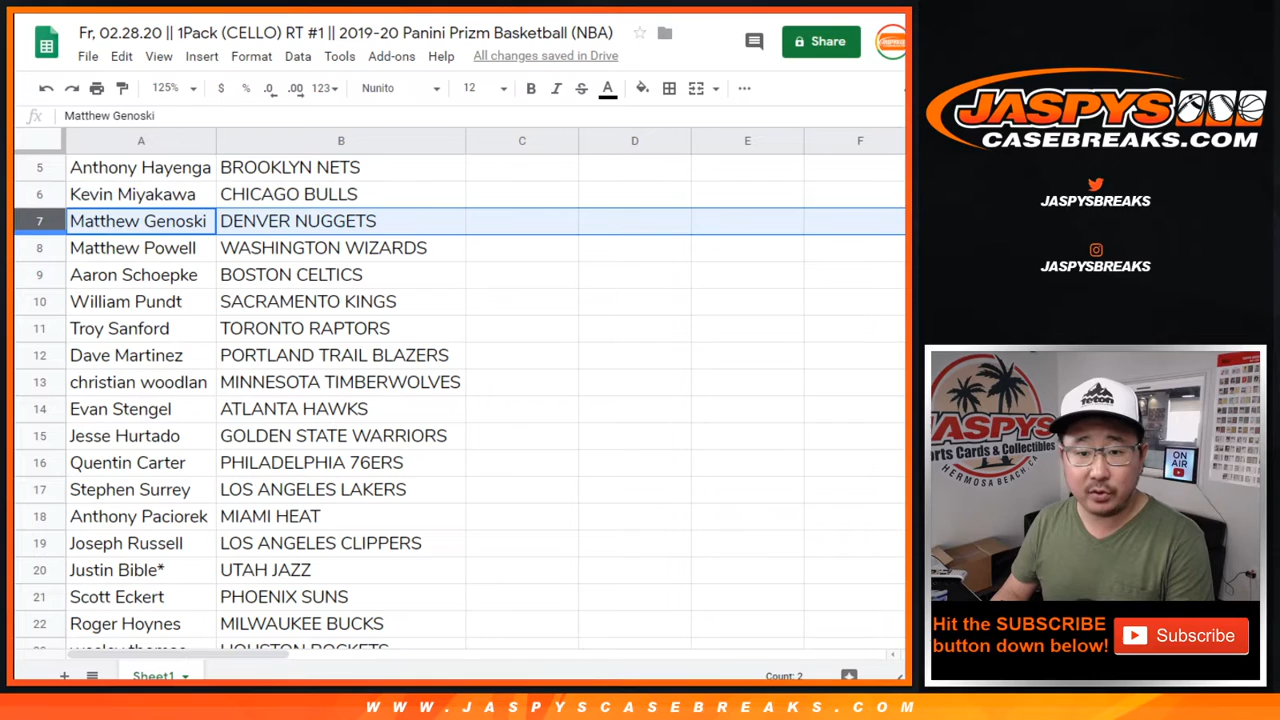 Fr, 02.28.20 || 1Pack (CELLO) RT #1 || 2019-20 Panini Prizm Basketball (NBA)
File Edit View Insert Format Data Tools Add-ons Help All changes saved in Drive
Share
125% $ % .0 .00 123 Nunito 12 B I S A
fx Matthew Genoski
A B C D E F
5 Anthony Hayenga BROOKLYN NETS
6 Kevin Miyakawa CHICAGO BULLS
7 Matthew Genoski DENVER NUGGETS
8 Matthew Powell WASHINGTON WIZARDS
9 Aaron Schoepke BOSTON CELTICS
10 William Pundt SACRAMENTO KINGS
11 Troy Sanford TORONTO RAPTORS
12 Dave Martinez PORTLAND TRAIL BLAZERS
13 christian woodlan MINNESOTA TIMBERWOLVES
14 Evan Stengel ATLANTA HAWKS
15 Jesse Hurtado GOLDEN STATE WARRIORS
16 Quentin Carter PHILADELPHIA 76ERS
17 Stephen Surrey LOS ANGELES LAKERS
18 Anthony Paciorek MIAMI HEAT
19 Joseph Russell LOS ANGELES CLIPPERS
20 Justin Bible* UTAH JAZZ
21 Scott Eckert PHOENIX SUNS
22 Roger Hoynes MILWAUKEE BUCKS
HOUSTON ROCKETS
Sheet1
Count: 2
JASPYS
CASEBREAKS.COM
JASPYSBREAKS
JASPYSBREAKS
JASPYS
Sports Cards & Collectibles
HERMOSA BEACH, CA
TETON
ON
AIR
Hit the SUBSCRIBE
button down below!
Subscribe
WWW.JASPYSCASEBREAKS.COM